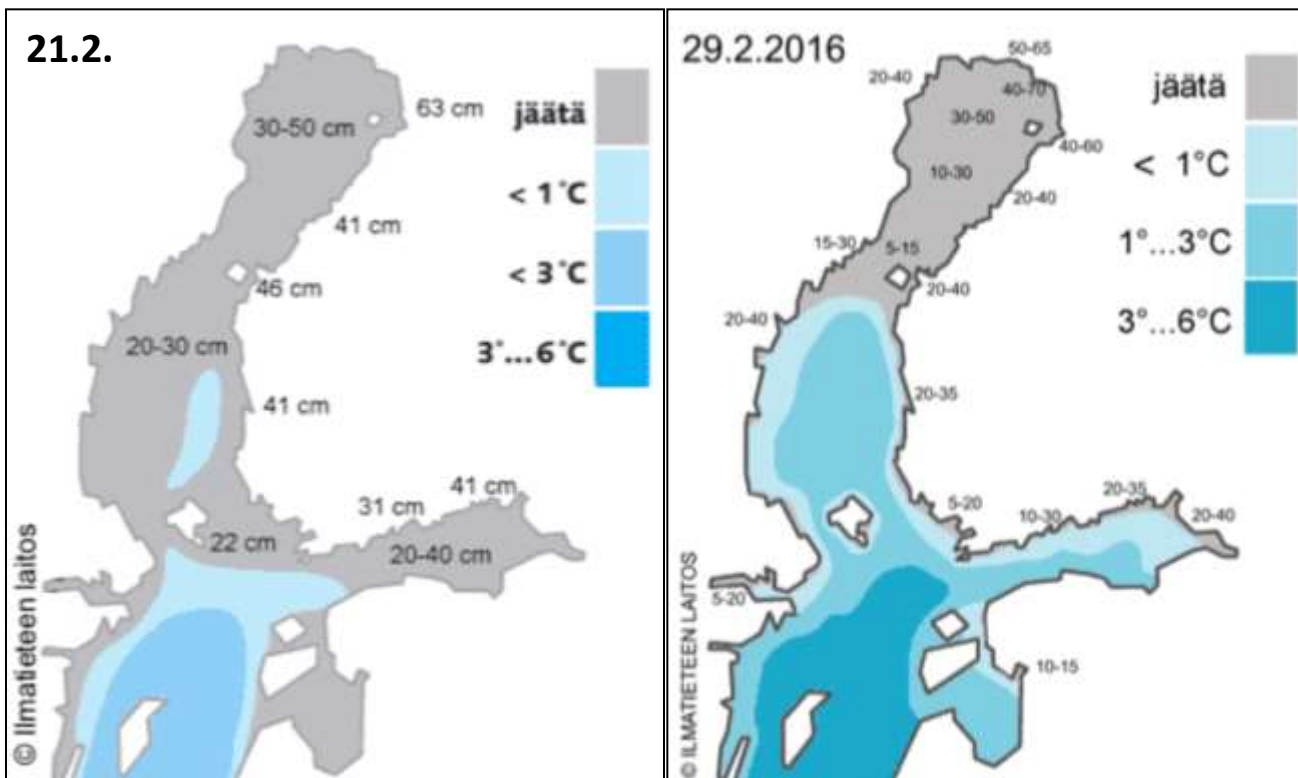 21.2.
63 cm
jäätä
30-50 cm
< 1°C
41 cm
< 3°C
46 cm
20-30 cm
3°...6°C
41 cm
41 cm
31 cm
22 cm
20-40 cm
© Ilmatieteen laitos
29.2.2016
50-65
20-40
jäätä
40-70
30-50
40-60
< 1°C
10-30
20-40
1°...3°C
15-30
5-15
20-40
3°...6°C
20-40
20-35
20-35
5-20
10-30
20-40
5-20
10-15
© ILMATIETEEN LAITOS